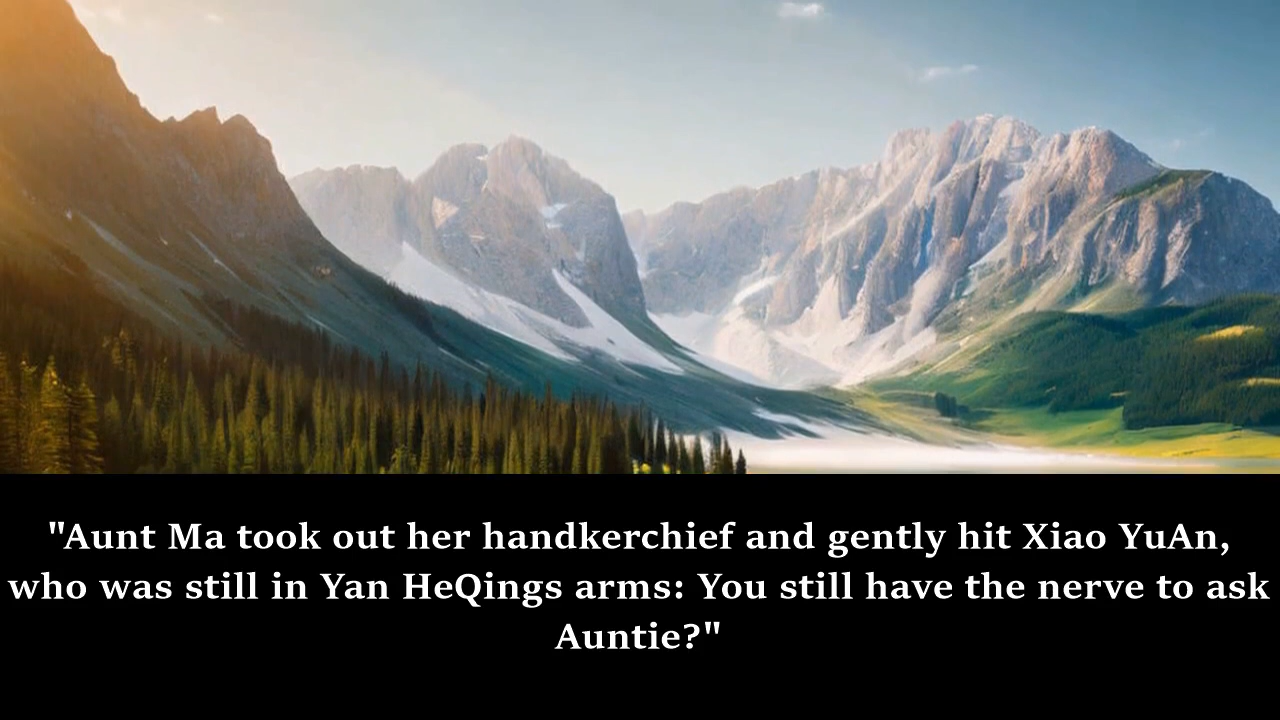 "Aunt Ma took out her handkerchief and gently hit Xiao YuAn,
who was still in Yan HeQings arms: You still have the nerve to ask
Auntie?"